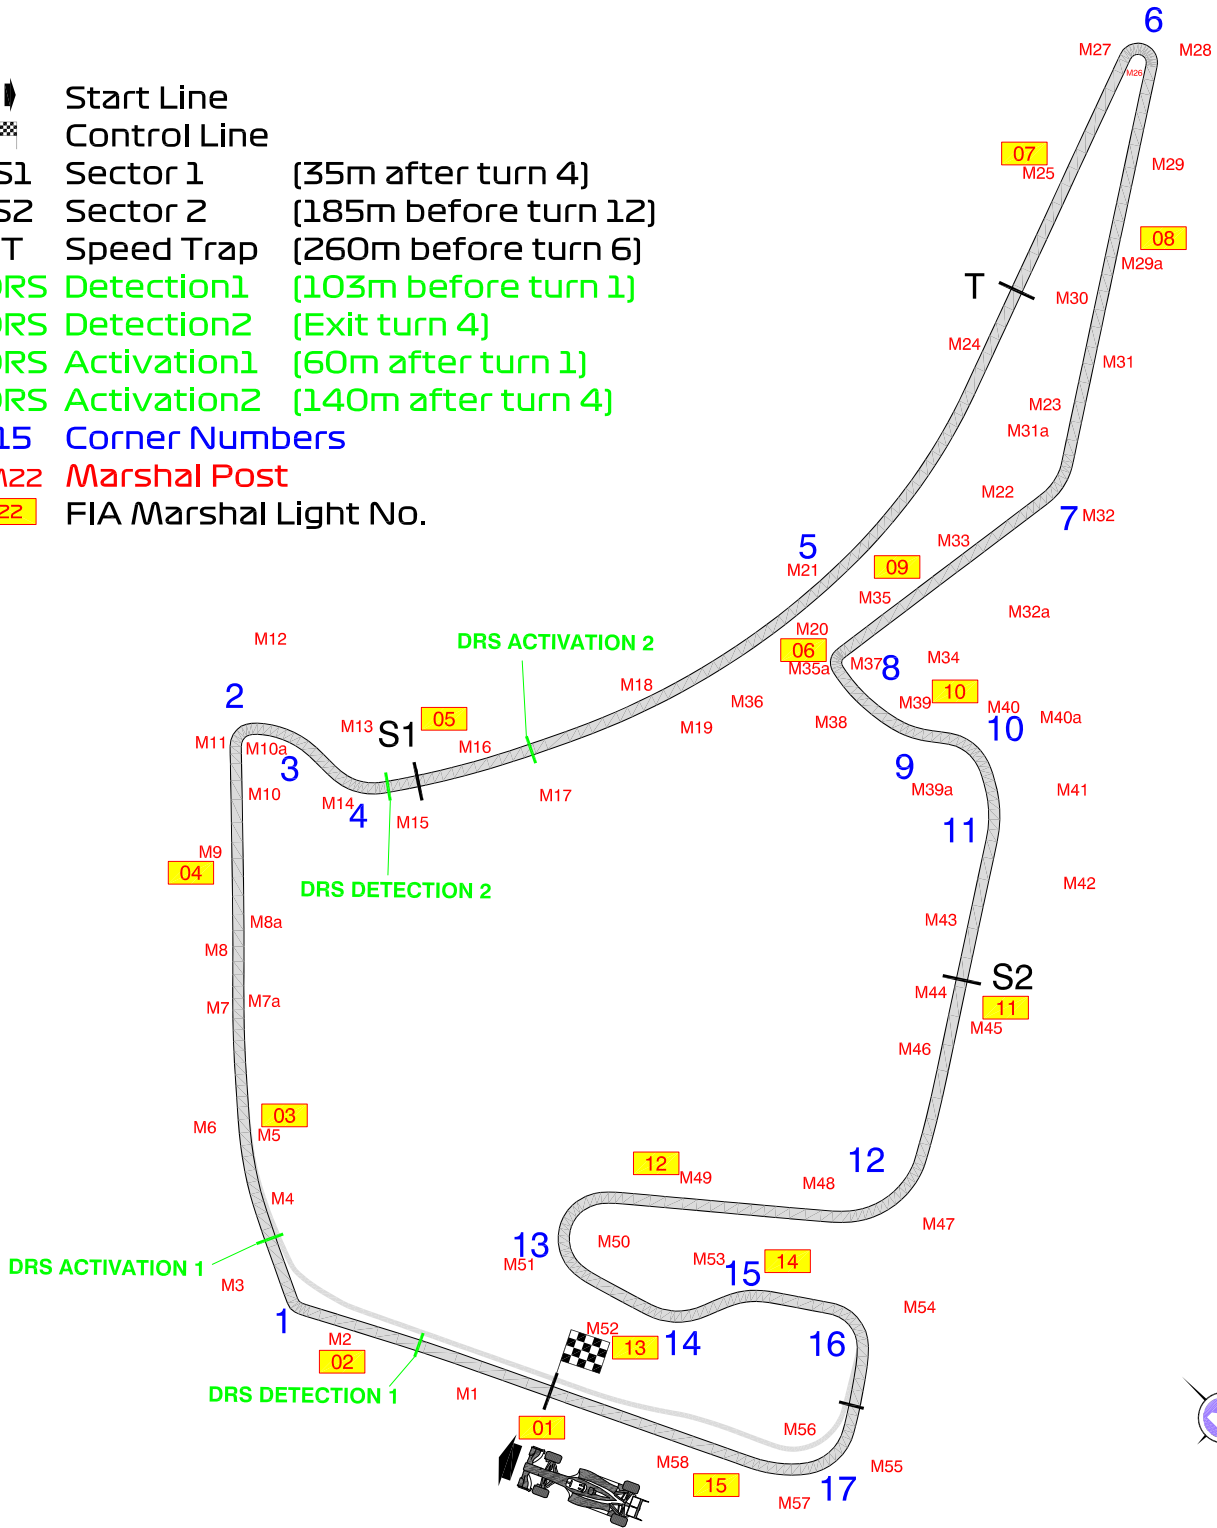 6
M27
M28
M26
Start Line
Control Line
S1 Sector 1 (35m after turn 4)
S2 Sector 2 (185m before turn 12)
T Speed Trap (260m before turn 6)
DRS Detection1 (103m before turn 1)
DRS Detection2 (Exit turn 4)
DRS Activation1 (60m after turn 1)
DRS Activation2 (140m after turn 4)
15 Corner Numbers
M22 Marshal Post
22 FIA Marshal Light No.
07
M25
M29
08
M29a
T
M30
M24
M31
M23
M31a
M22
7
M32
M33
5
M21
09
M35
M32a
M20
06
M35a
M37
8
M34
M12
DRS ACTIVATION 2
2
M18
M36
M39
10
M40
M40a
10
M13
S1
05
M19
M38
M11
M10a
M16
3
9
M10
M14
4
M15
M17
M39a
M41
11
M9
04
DRS DETECTION 2
M42
M8a
M43
M8
S2
M44
M7
M7a
11
M45
M46
03
M6
M5
12
12
M49
M48
M4
M47
13
M50
M51
M53
14
15
DRS ACTIVATION 1
M3
M54
1
M2
02
M52
13
14
16
DRS DETECTION 1
M1
01
M56
M58
M55
15
17
M57